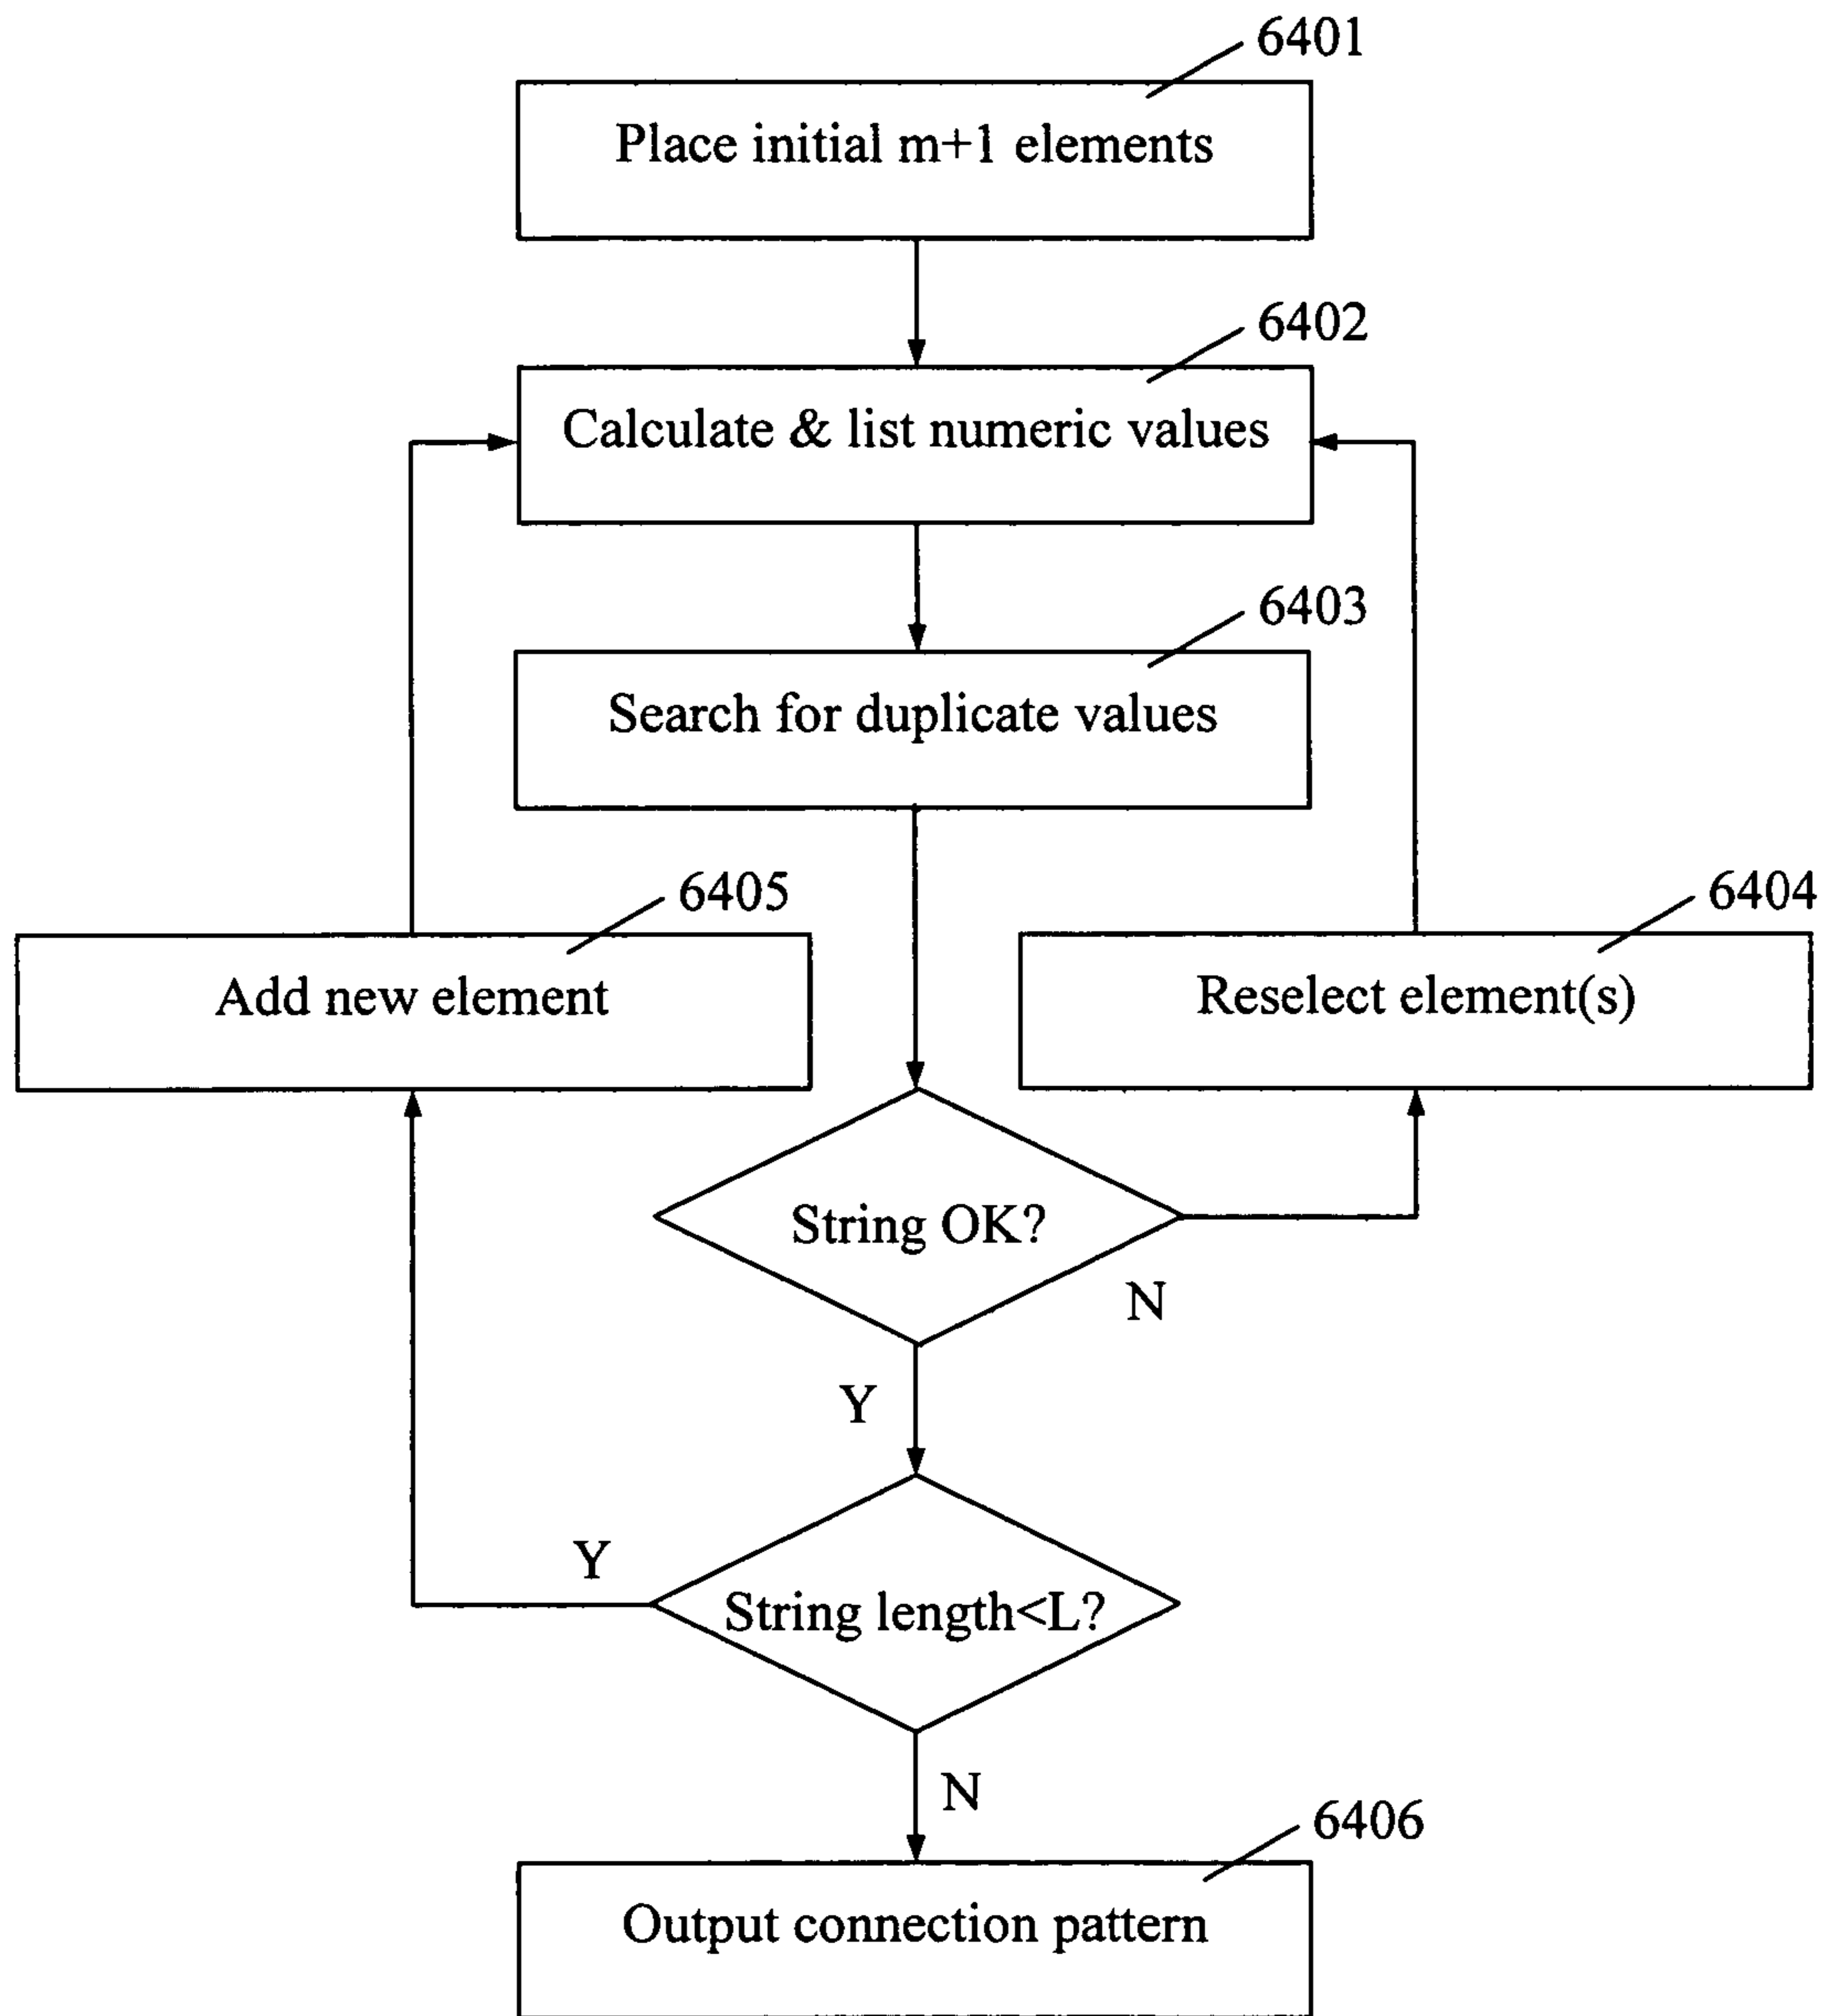 6401
Place initial m+1 elements
6402
Calculate & list numeric values
6403
Search for duplicate values
6405
6404
Add new element
Reselect element(s)
String OK?
N
Y
Y
String length<L?
N
6406
Output connection pattern